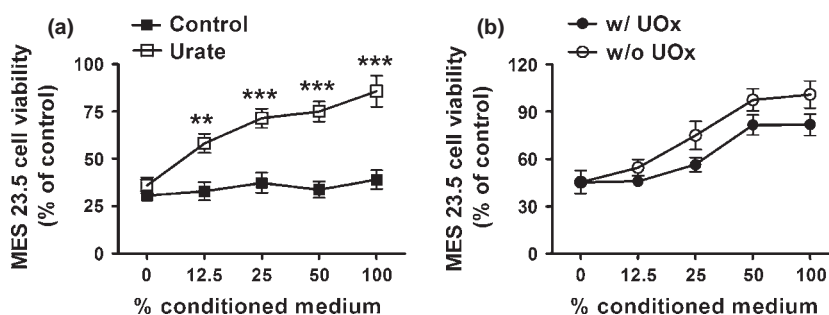 (a)
Control
Urate
MES 23.5 cell viability
(% of control)
100
75
50
25
0
**
***
***
***
0 12.5 25 50 100
% conditioned medium
(b)
w/ UOx
w/o UOx
MES 23.5 cell viability
(% of control)
120
90
60
30
0
0 12.5 25 50 100
% conditioned medium